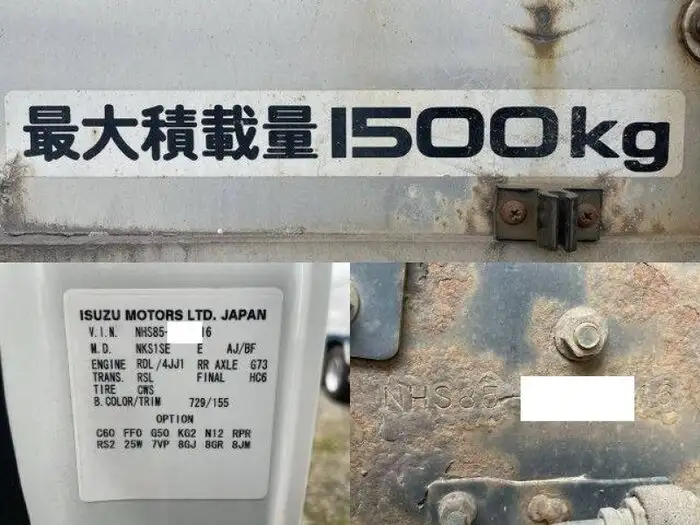 最大積載量1500kg
ISUZU MOTORS LTD. JAPAN
V.I.N. NHS85- 16
M.D. NKS1SE E AJ/BF
ENGINE RDL/4JJ1 RR AXLE G73
TRANS. RSL FINAL HC6
TIRE CWS
B.COLOR/TRIM 729/155
OPTION
C60 FF0 G50 KG2 N12 RPR
RS2 25W 7VP 8GJ 8GR 8JM
NHS85- 16